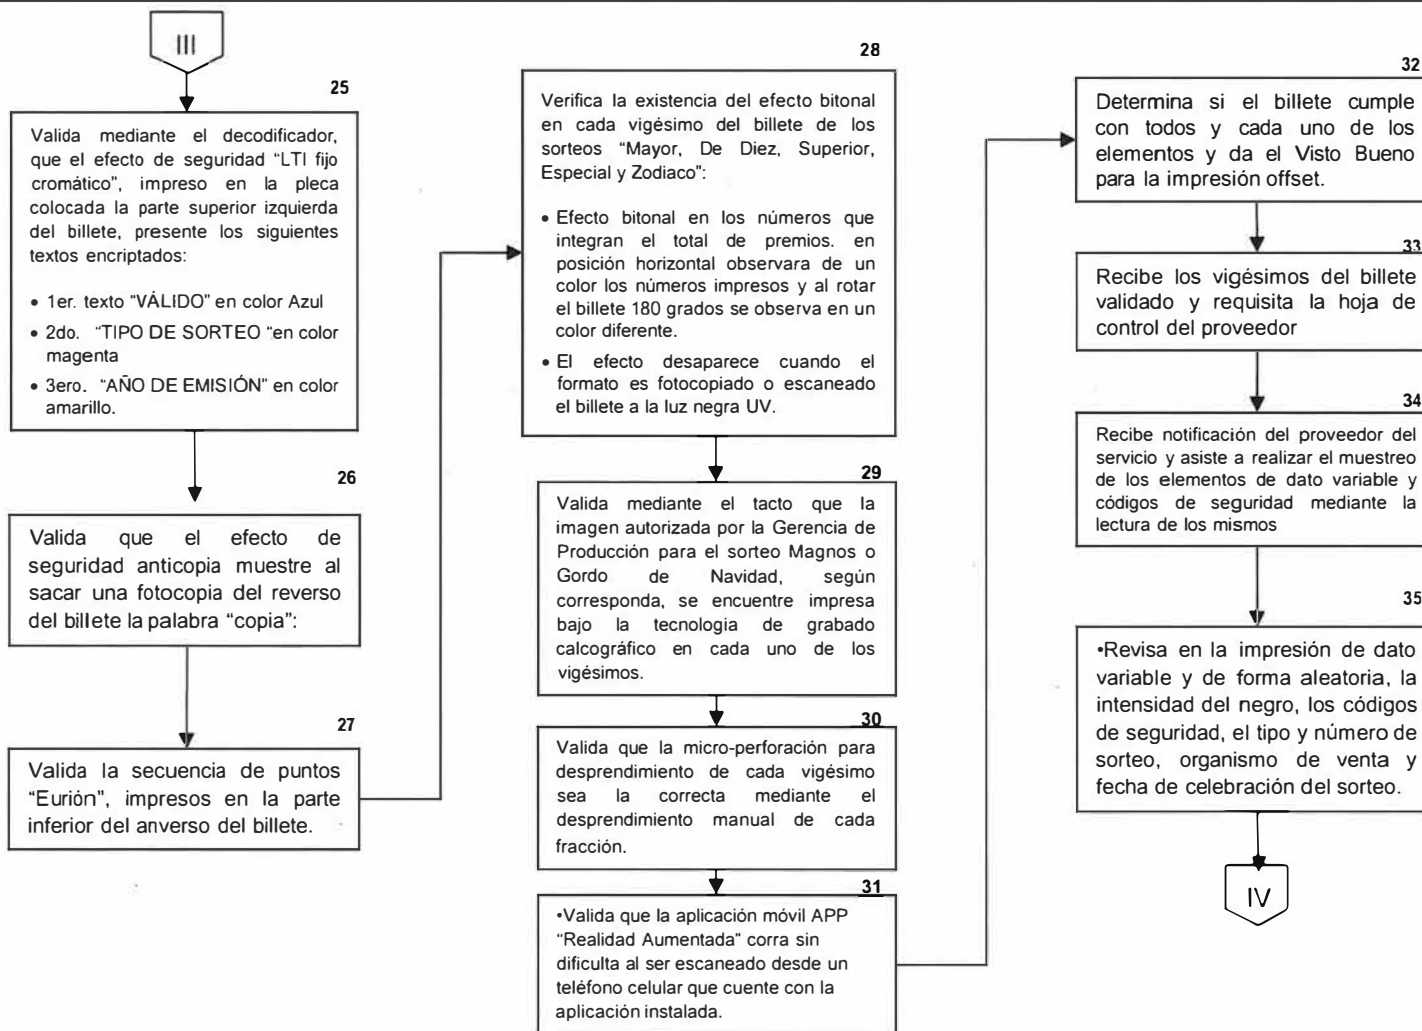 III
25
Valida mediante el decodificador,
que el efecto de seguridad “LTI fijo
cromático”, impreso en la pleca
colocada la parte superior izquierda
del billete, presente los siguientes
textos encriptados:
• 1er. texto “VÁLIDO” en color Azul
• 2do. “TIPO DE SORTEO “en color
magenta
• 3ero. “AÑO DE EMISIÓN” en color
amarillo.
26
Valida que el efecto de
seguridad anticopia muestre al
sacar una fotocopia del reverso
del billete la palabra “copia”:
27
Valida la secuencia de puntos
“Eurión”, impresos en la parte
inferior del anverso del billete.
28
Verifica la existencia del efecto bitonal
en cada vigésimo del billete de los
sorteos “Mayor, De Diez, Superior,
Especial y Zodiaco”:
• Efecto bitonal en los números que
integran el total de premios. en
posición horizontal observara de un
color los números impresos y al rotar
el billete 180 grados se observa en un
color diferente.
• El efecto desaparece cuando el
formato es fotocopiado o escaneado
el billete a la luz negra UV.
29
Valida mediante el tacto que la
imagen autorizada por la Gerencia de
Producción para el sorteo Magnos o
Gordo de Navidad, según
corresponda, se encuentre impresa
bajo la tecnologia de grabado
calcográfico en cada uno de los
vigésimos.
30
Valida que la micro-perforación para
desprendimiento de cada vigésimo
sea la correcta mediante el
desprendimiento manual de cada
fracción.
31
•Valida que la aplicación móvil APP
“Realidad Aumentada” corra sin
dificulta al ser escaneado desde un
teléfono celular que cuente con la
aplicación instalada.
32
Determina si el billete cumple
con todos y cada uno de los
elementos y da el Visto Bueno
para la impresión offset.
33
Recibe los vigésimos del billete
validado y requisita la hoja de
control del proveedor
34
Recibe notificación del proveedor del
servicio y asiste a realizar el muestreo
de los elementos de dato variable y
códigos de seguridad mediante la
lectura de los mismos
35
•Revisa en la impresión de dato
variable y de forma aleatoria, la
intensidad del negro, los códigos
de seguridad, el tipo y número de
sorteo, organismo de venta y
fecha de celebración del sorteo.
IV